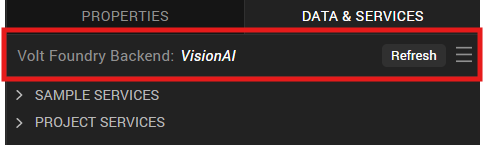 PROPERTIES DATA & SERVICES
Volt Foundry Backend: VisionAI Refresh
SAMPLE SERVICES
PROJECT SERVICES